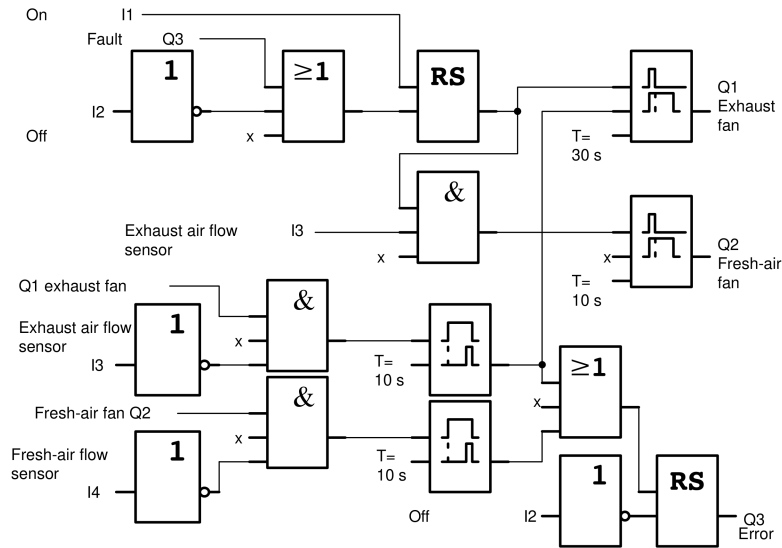 On
I1
Fault
Q3
1
≥1
RS
I2
x
Off
T=
30 s
Q1
Exhaust
fan
&
Exhaust air flow
sensor
I3
x
x
T=
10 s
Q2
Fresh-air
fan
Q1 exhaust fan
&
Exhaust air flow
sensor
1
x
I3
T=
10 s
≥1
x
Fresh-air fan Q2
&
x
Fresh-air flow
sensor
1
I4
T=
10 s
Off
I2
1
RS
Q3
Error